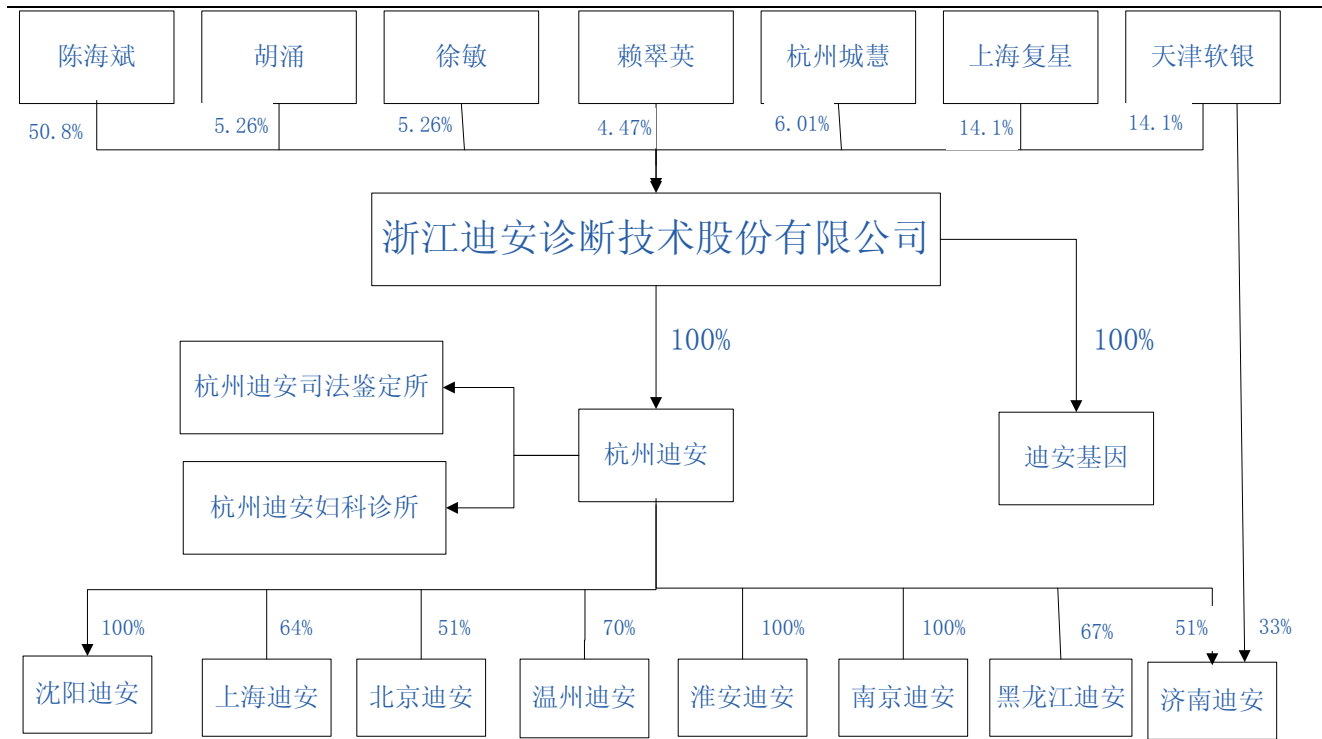 陈海斌
胡涌
徐敏
赖翠英
杭州城慧
上海复星
天津软银
50.8%
5.26%
5.26%
4.47%
6.01%
14.1%
14.1%
浙江迪安诊断技术股份有限公司
100%
100%
杭州迪安司法鉴定所
杭州迪安
迪安基因
杭州迪安妇科诊所
100%
64%
51%
70%
100%
100%
67%
51%
33%
沈阳迪安
上海迪安
北京迪安
温州迪安
淮安迪安
南京迪安
黑龙江迪安
济南迪安